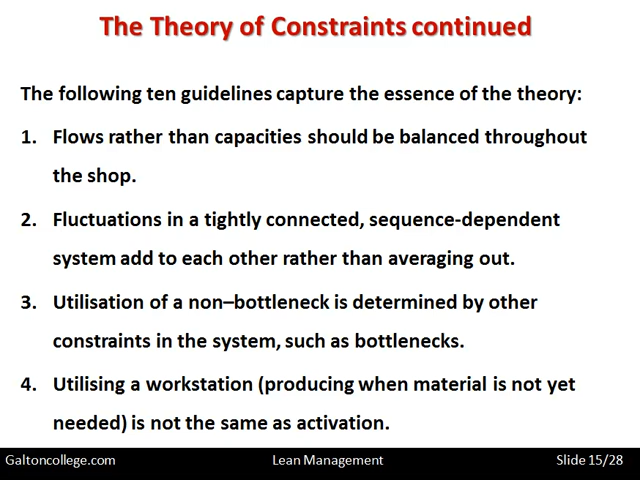 The Theory of Constraints continued
The following ten guidelines capture the essence of the theory:
1. Flows rather than capacities should be balanced throughout
the shop.
2. Fluctuations in a tightly connected, sequence-dependent
system add to each other rather than averaging out.
3. Utilisation of a non–bottleneck is determined by other
constraints in the system, such as bottlenecks.
4. Utilising a workstation (producing when material is not yet
needed) is not the same as activation.
Galtoncollege.com Lean Management Slide 15/28